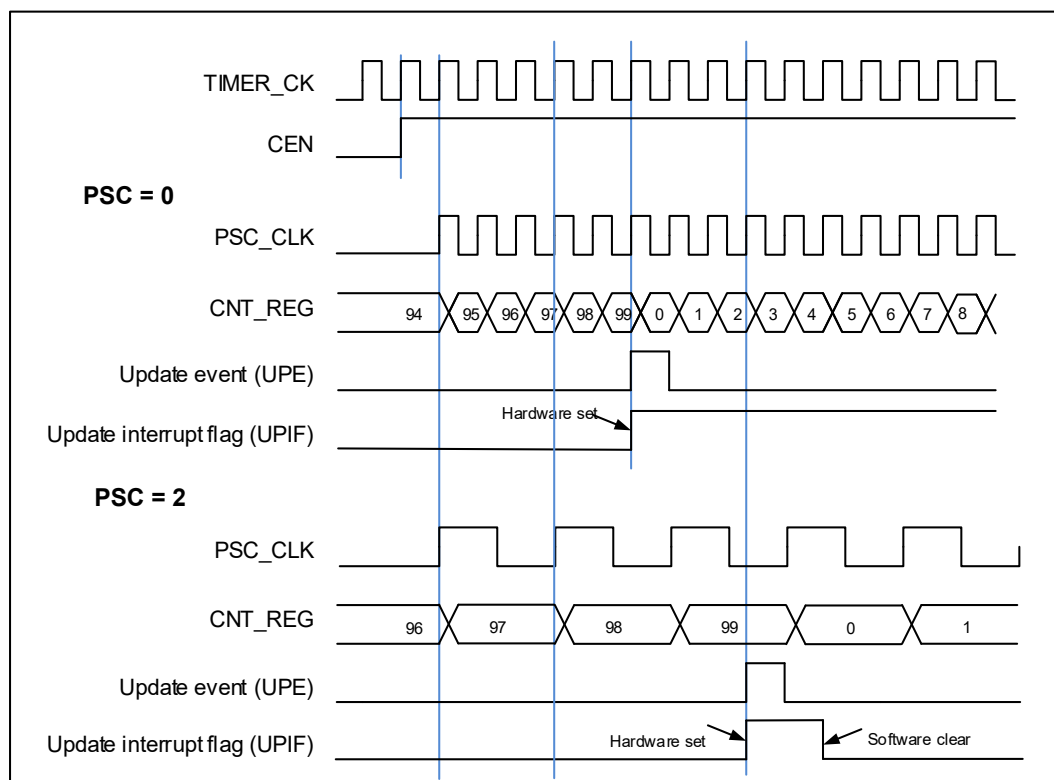 TIMER_CK
CEN
PSC = 0
PSC_CLK
CNT_REG 94 95 96 97 98 99 0 1 2 3 4 5 6 7 8
Update event (UPE)
Hardware set
Update interrupt flag (UPIF)
PSC = 2
PSC_CLK
CNT_REG 96 97 98 99 0 1
Update event (UPE)
Update interrupt flag (UPIF) Hardware set Software clear